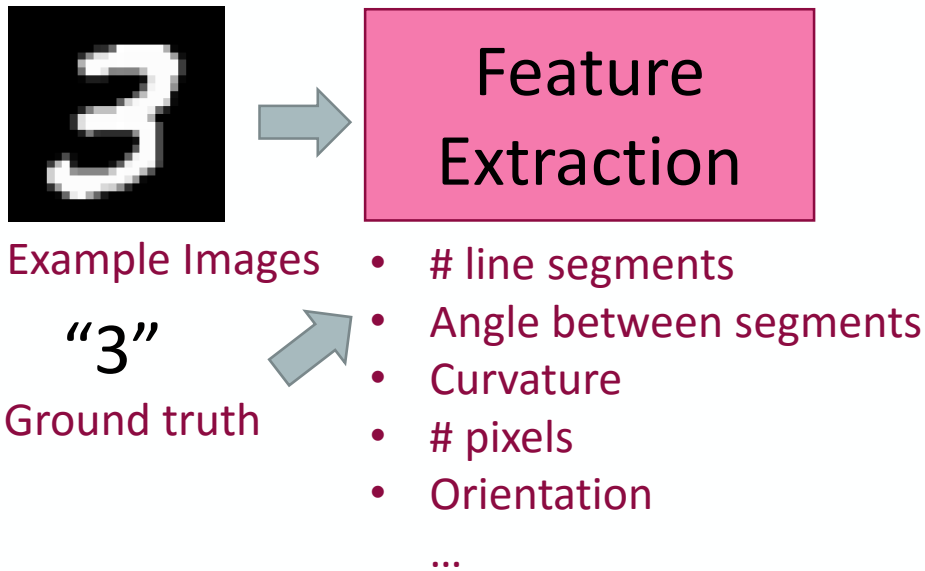 3
Feature
Extraction
Example Images
“3”
Ground truth
• # line segments
• Angle between segments
• Curvature
• # pixels
• Orientation
…